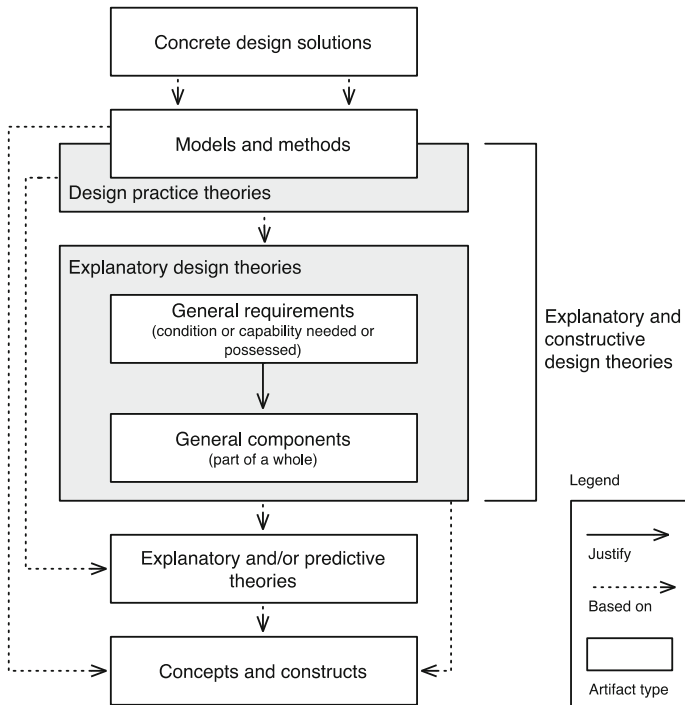 Concrete design solutions
Models and methods
Design practice theories
Explanatory design theories
General requirements
(condition or capability needed or
possessed)
General components
(part of a whole)
Explanatory and
constructive
design theories
Explanatory and/or predictive
theories
Concepts and constructs
Legend
Justify
Based on
Artifact type